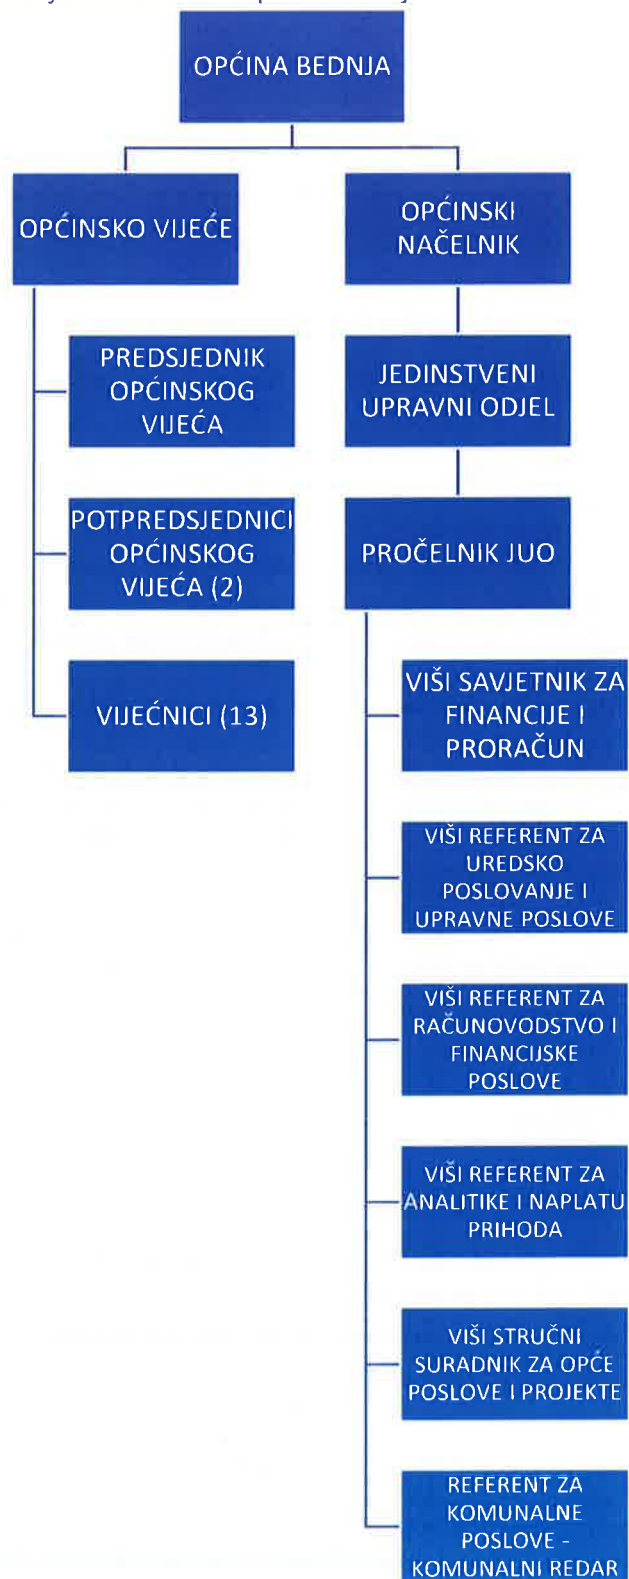 OPĆINA BEDNJA
OPĆINSKO VIJEĆE
OPĆINSKI
NAČELNIK
PREDSJEDNIK
OPĆINSKOG
VIJEĆA
JEDINSTVENI
UPRAVNI ODJEL
POTPREDSJEDNICI
OPĆINSKOG
VIJEĆA (2)
PROČELNIK JUO
VIJEĆNICI (13)
VIŠI SAVJETNIK ZA
FINANCIJE I
PRORAČUN
VIŠI REFERENT ZA
UREDSKO
POSLOVANJE I
UPRAVNE POSLOVE
VIŠI REFERENT ZA
RAČUNOVODSTVO I
FINANCIJSKE
POSLOVE
VIŠI REFERENT ZA
ANALITIKE I NAPLATU
PRIHODA
VIŠI STRUČNI
SURADNIK ZA OPĆE
POSLOVE I PROJEKTE
REFERENT ZA
KOMUNALNE
POSLOVE -
KOMUNALNI REDAR